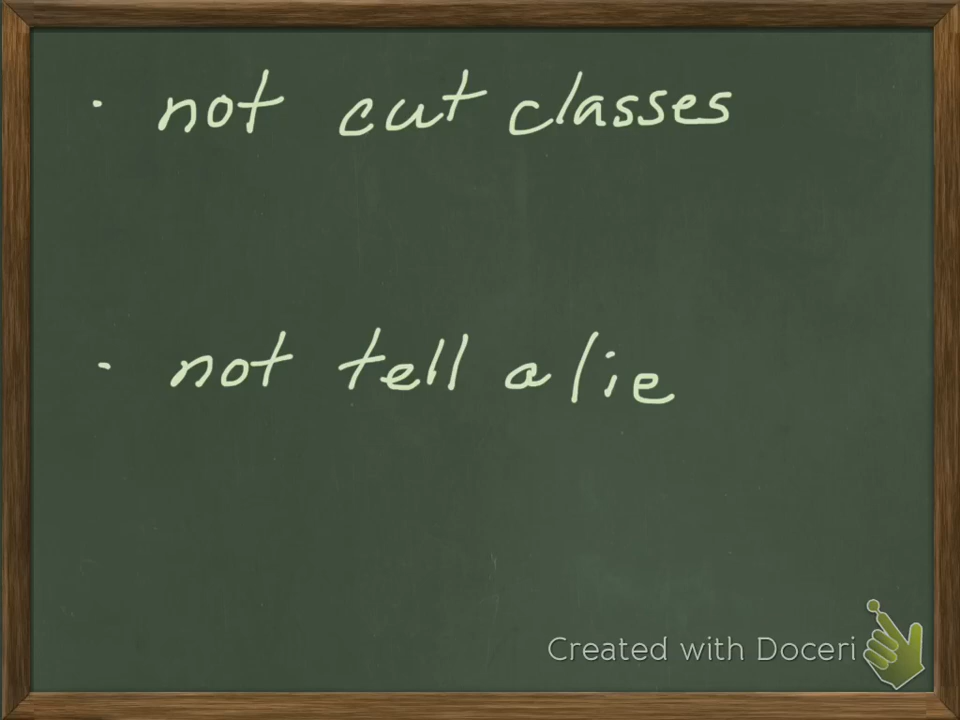 · not cut classes
· not tell a lie
Created with Doceri